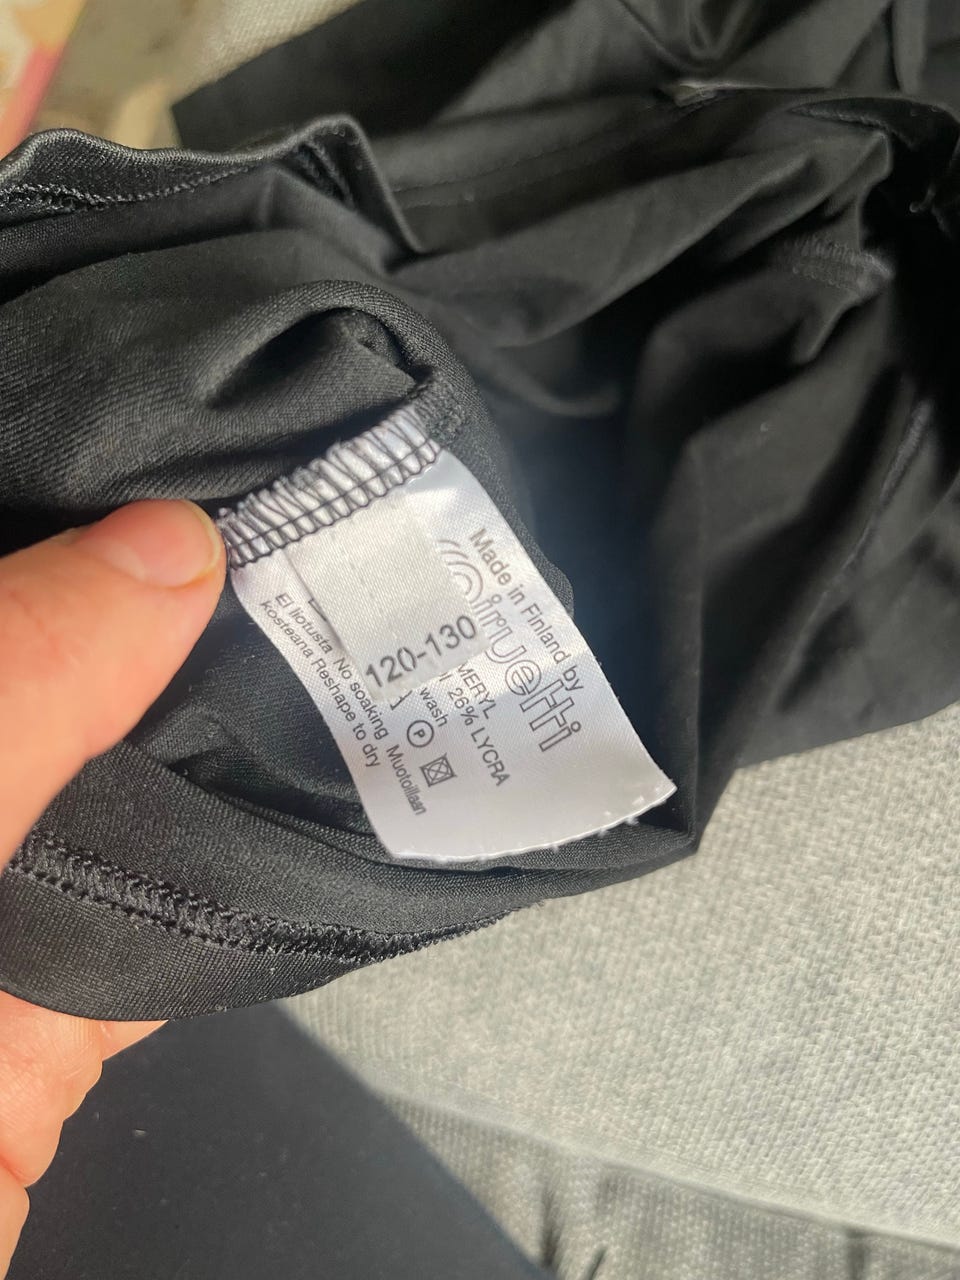 Made in Finland by
Piruetti
MERYL
26% LYCRA
wash
P
Ei liotusta No soaking Muotoillaan
kosteana Reshape to dry
120-130